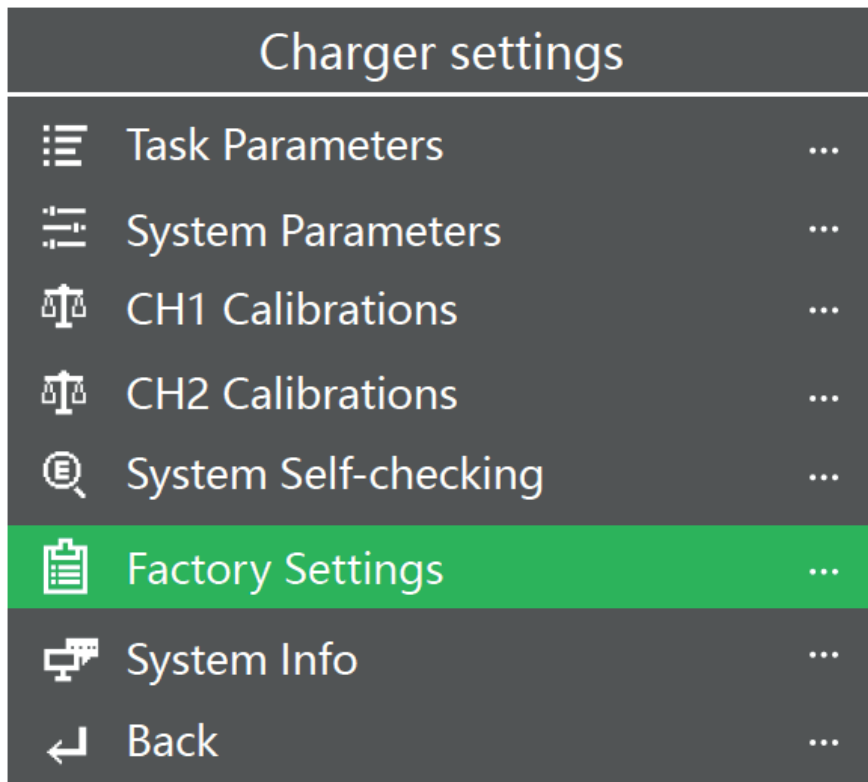 Charger settings
Task Parameters ...
System Parameters ...
CH1 Calibrations ...
CH2 Calibrations ...
E System Self-checking ...
Factory Settings ...
System Info ...
Back ...